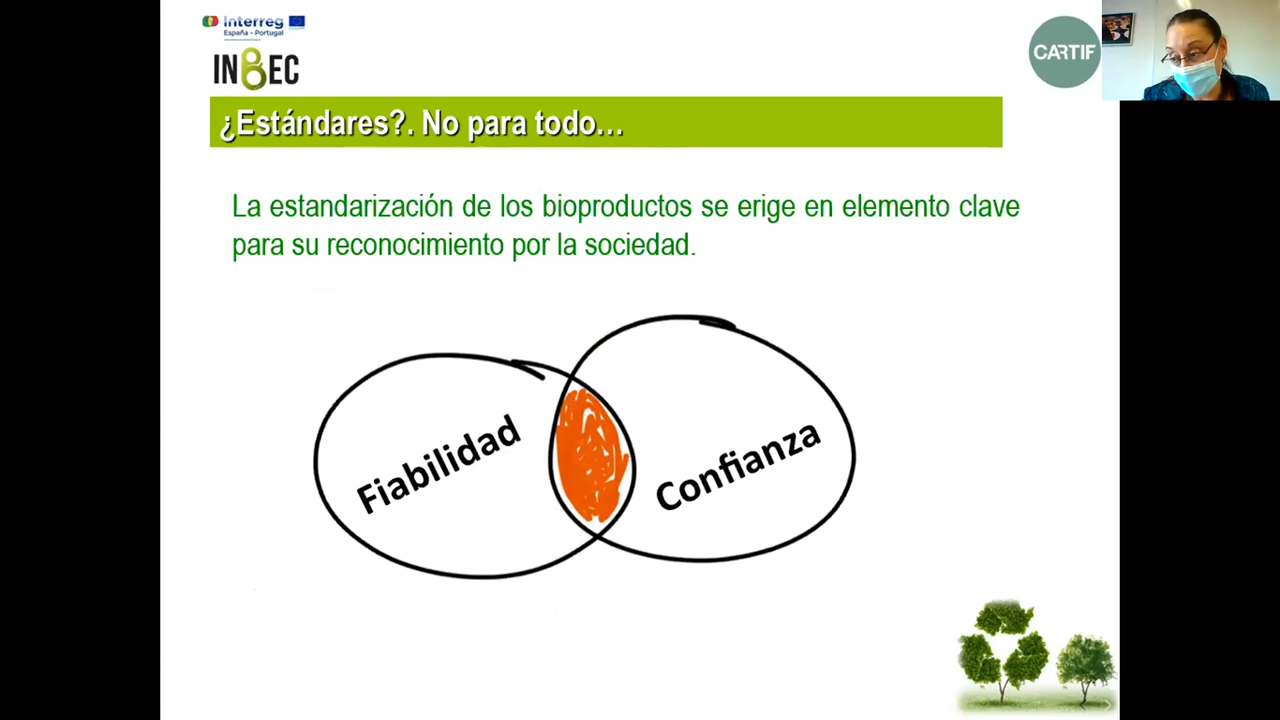 Interreg
España - Portugal
INBEC
CARTIF
¿Estándares?. No para todo...
La estandarización de los bioproductos se erige en elemento clave
para su reconocimiento por la sociedad.
Fiabilidad
Confianza